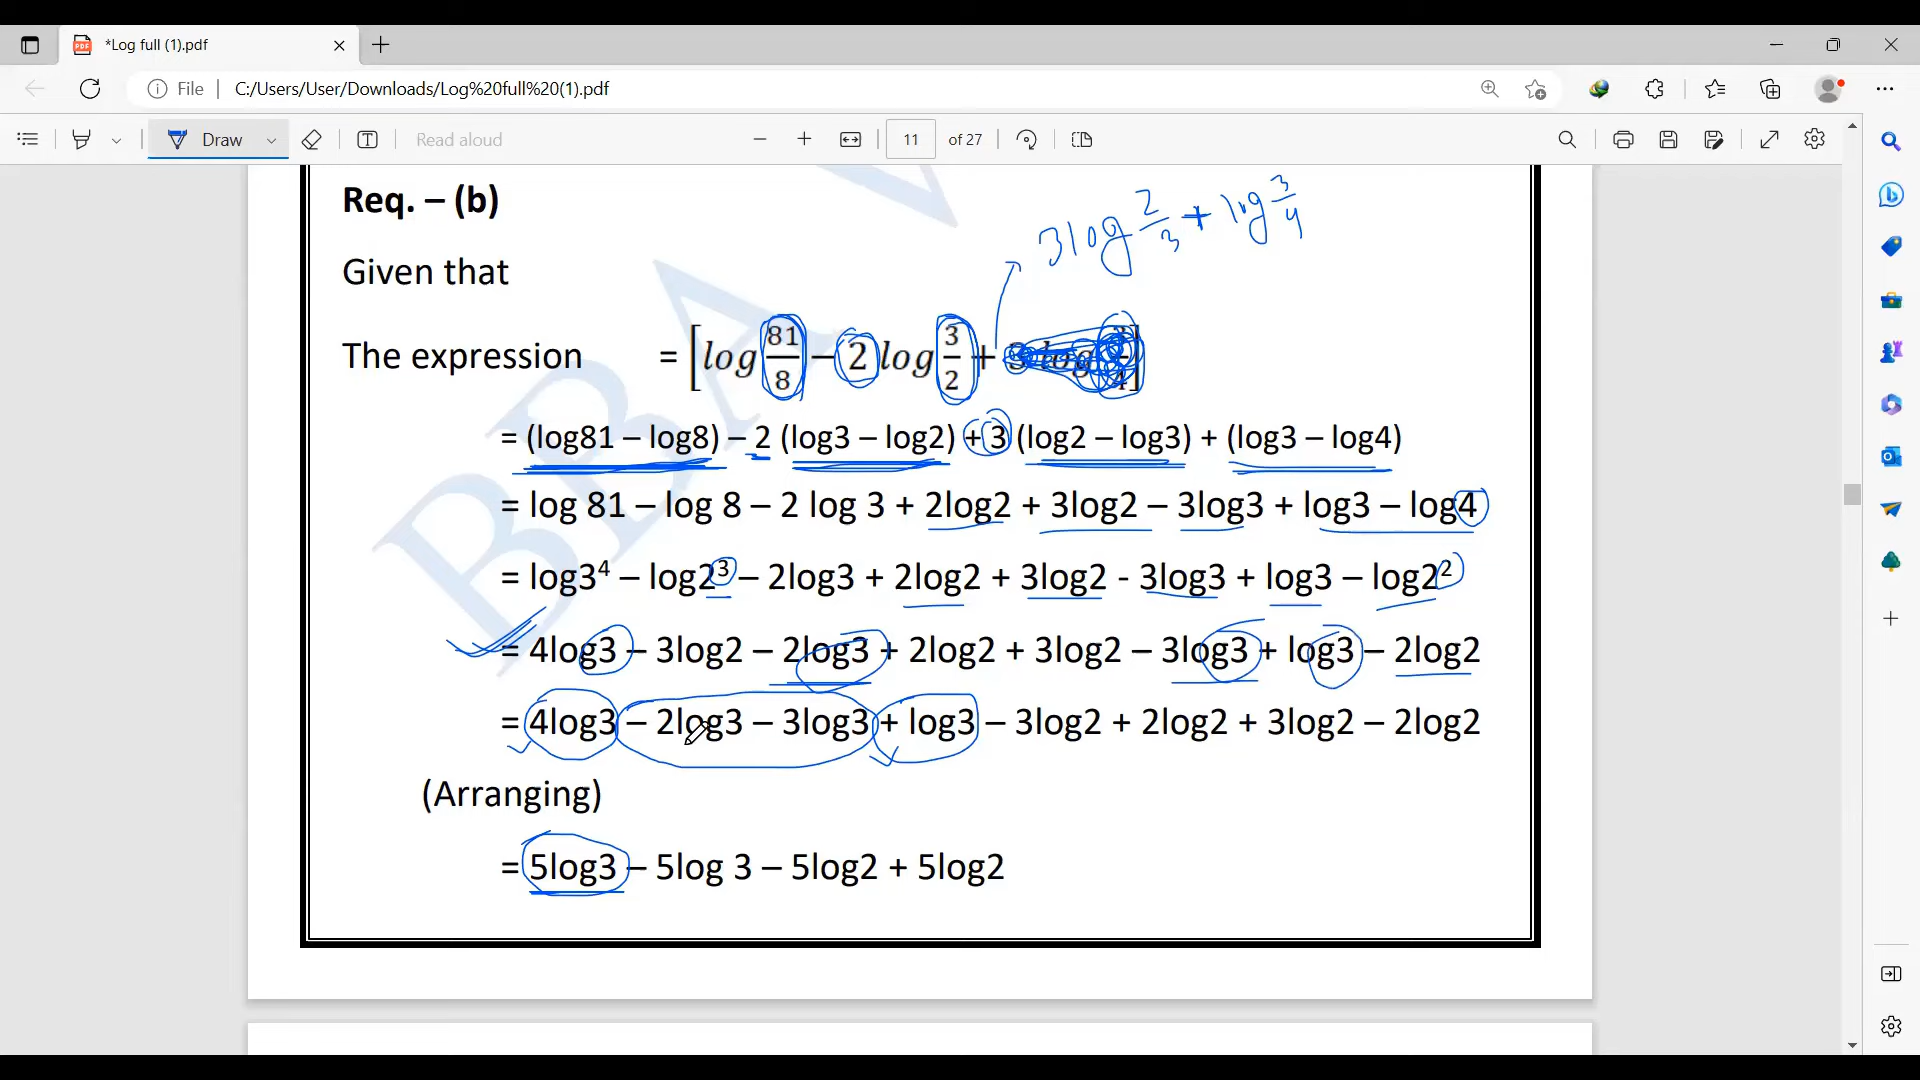 *Log full (1).pdf
File C:/Users/User/Downloads/Log%20full%20(1).pdf
Draw Read aloud 11 of 27
Req. – (b)
3log 2/3 + log 3/4
Given that
The expression = [log 81/8 – 2 log 3/2 +
= (log81 – log8) – 2 (log3 – log2) +3 (log2 – log3) + (log3 – log4)
= log 81 – log 8 – 2 log 3 + 2log2 + 3log2 – 3log3 + log3 – log4
= log3⁴ – log2³ – 2log3 + 2log2 + 3log2 - 3log3 + log3 – log2²
= 4log3 – 3log2 – 2log3 + 2log2 + 3log2 – 3log3 + log3 – 2log2
= 4log3 – 2log3 – 3log3 + log3 – 3log2 + 2log2 + 3log2 – 2log2
(Arranging)
= 5log3 – 5log 3 – 5log2 + 5log2